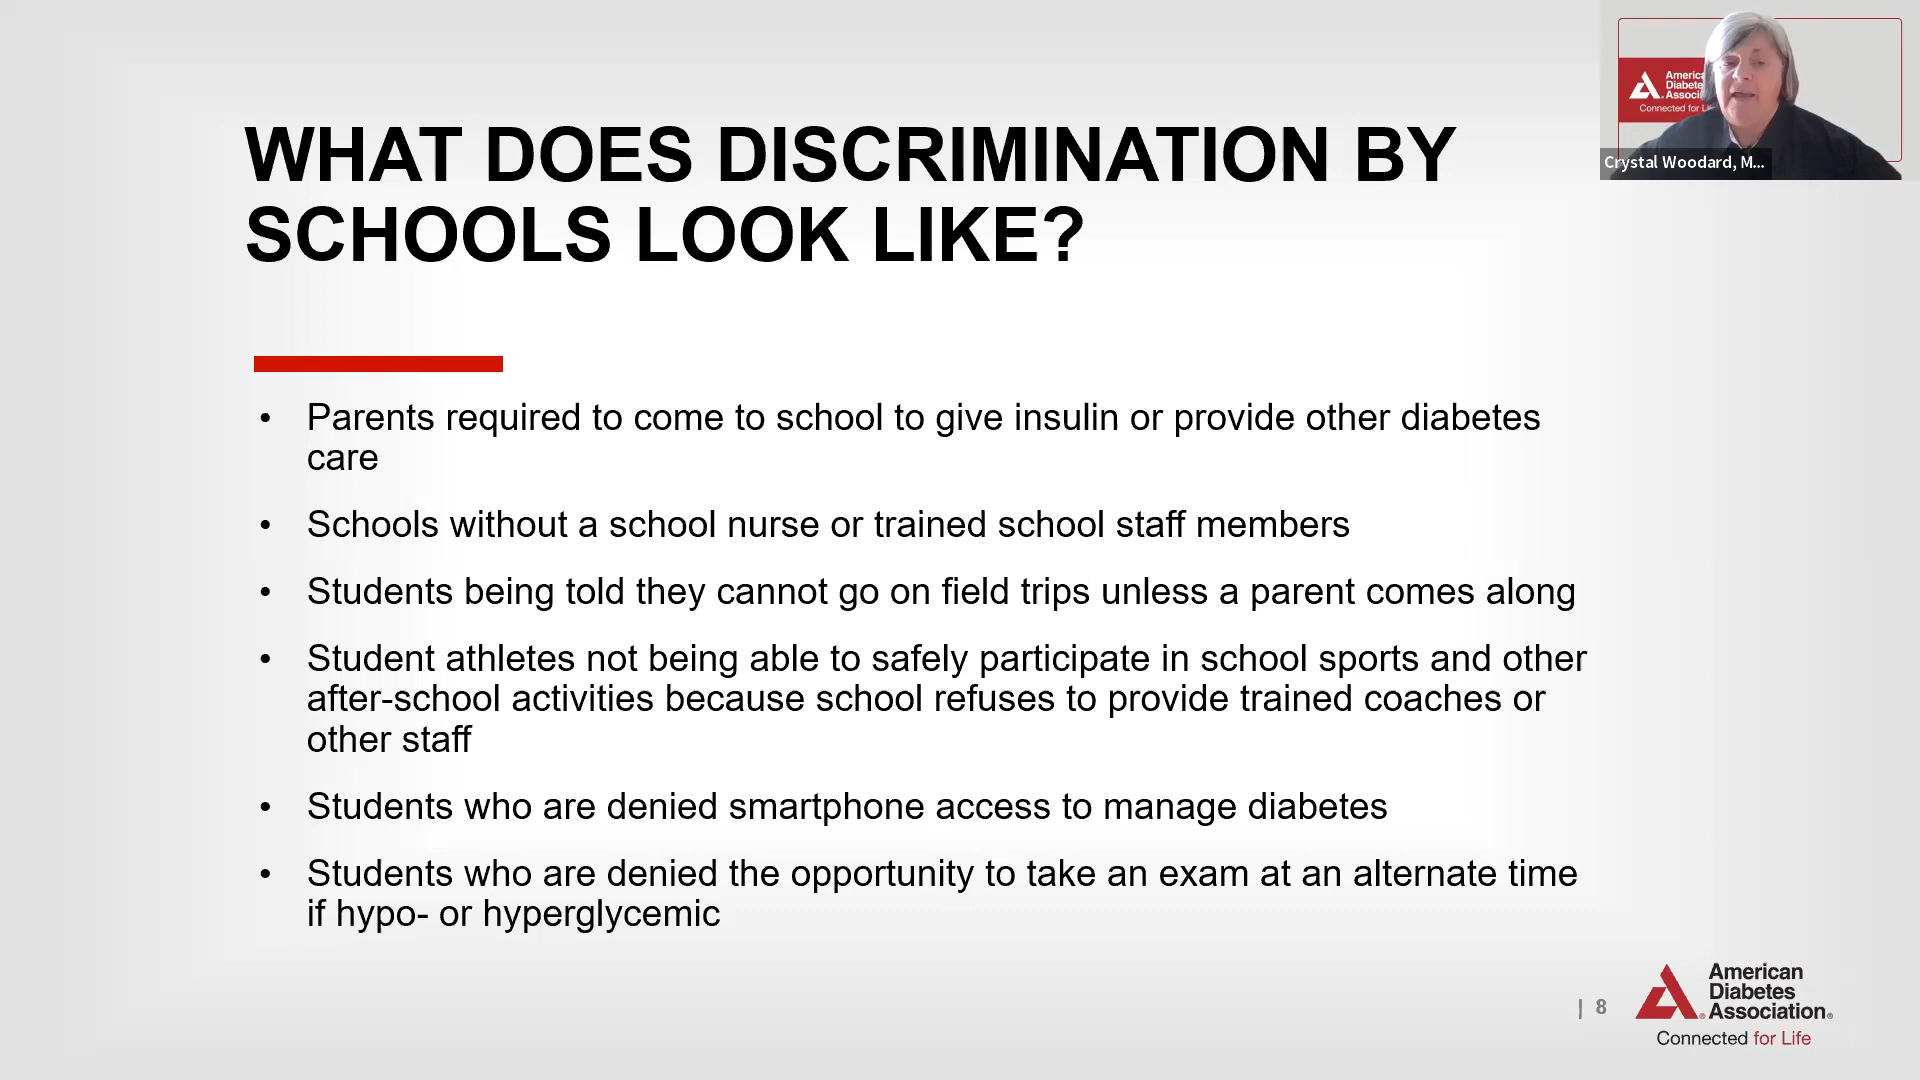 WHAT DOES DISCRIMINATION BY
SCHOOLS LOOK LIKE?
• Parents required to come to school to give insulin or provide other diabetes
care
• Schools without a school nurse or trained school staff members
• Students being told they cannot go on field trips unless a parent comes along
• Student athletes not being able to safely participate in school sports and other
after-school activities because school refuses to provide trained coaches or
other staff
• Students who are denied smartphone access to manage diabetes
• Students who are denied the opportunity to take an exam at an alternate time
if hypo- or hyperglycemic
| 8
American
Diabetes
Association®
Connected for Life
Crystal Woodard, M...
Connected for